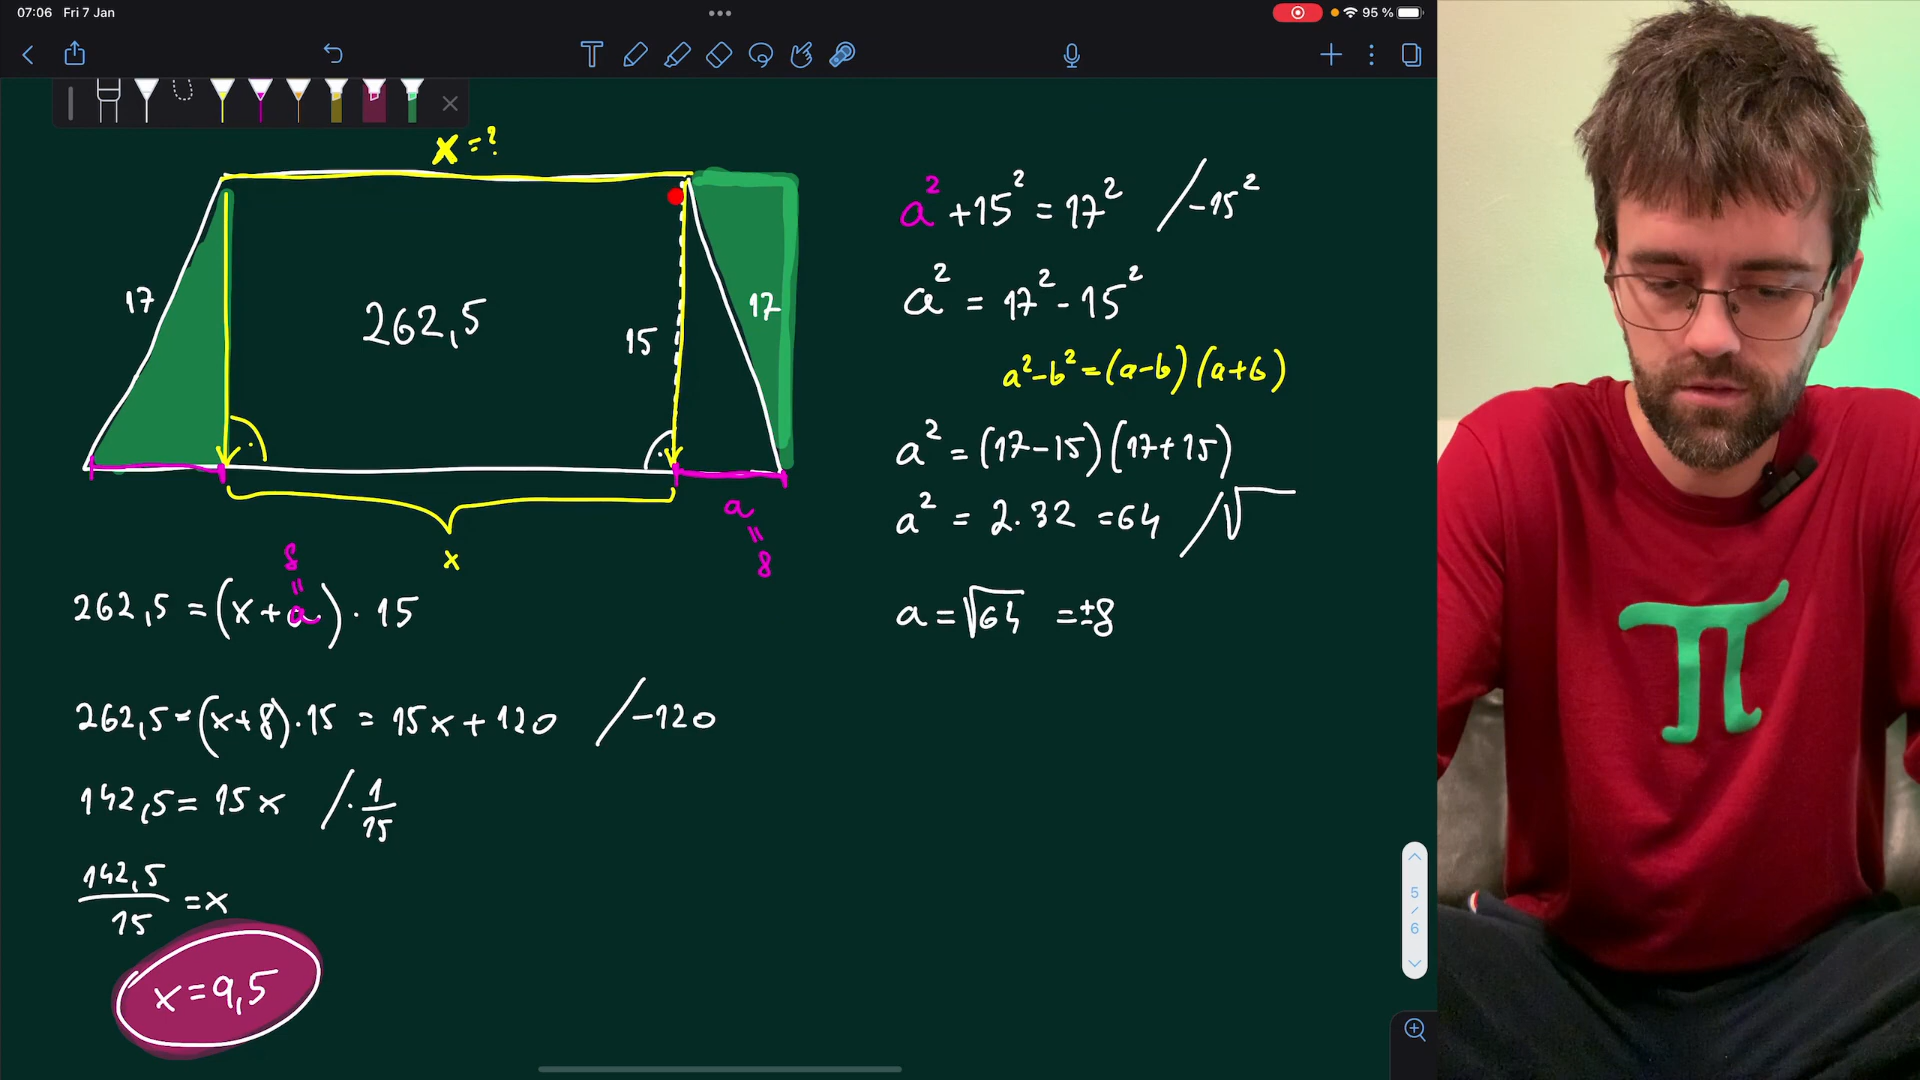 07:06 Fri 7 Jan
95 %
x=?
17
262,5
15
17
x
a
=
8
8
=
262,5 = (x+a) · 15
262,5 = (x+8) · 15 = 15x + 120 /-120
142,5 = 15x / · 1/15
142,5/15 = x
x=9,5
a² + 15² = 17² /-15²
a² = 17² - 15²
a²-b²=(a-b)(a+b)
a² = (17-15)(17+15)
a² = 2·32 = 64 /√
a = √64 = ±8
5
/
6
π